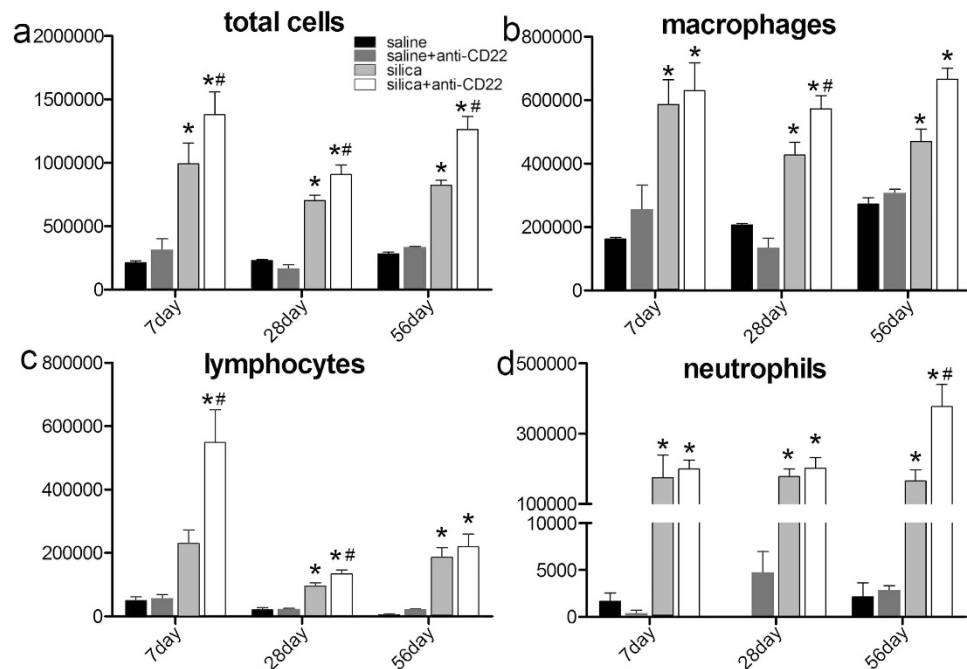 a
total cells
2000000
1500000
1000000
500000
0
saline
saline+anti-CD22
silica
silica+anti-CD22
*
*#
*
*#
*
*#
7day
28day
56day
b
macrophages
800000
600000
400000
200000
0
*
*
*
*#
*
*
7day
28day
56day
c
lymphocytes
800000
600000
400000
200000
0
*#
*
*#
*
*
7day
28day
56day
d
neutrophils
500000
300000
100000
10000
5000
0
*
*
*
*
*
*#
7day
28day
56day